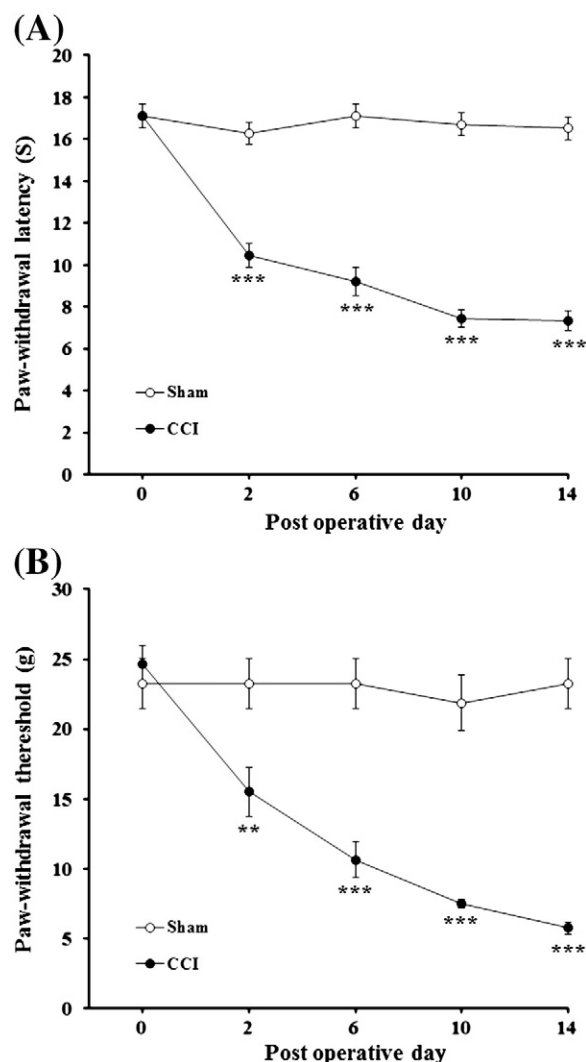 (A)
18
16
14
12
10
8
6
4
2
0
Paw-withdrawal latency (S)
***
***
***
***
Sham
CCI
0 2 6 10 14
Post operative day
(B)
30
25
20
15
10
5
0
Paw-withdrawal thereshold (g)
**
***
***
***
Sham
CCI
0 2 6 10 14
Post operative day